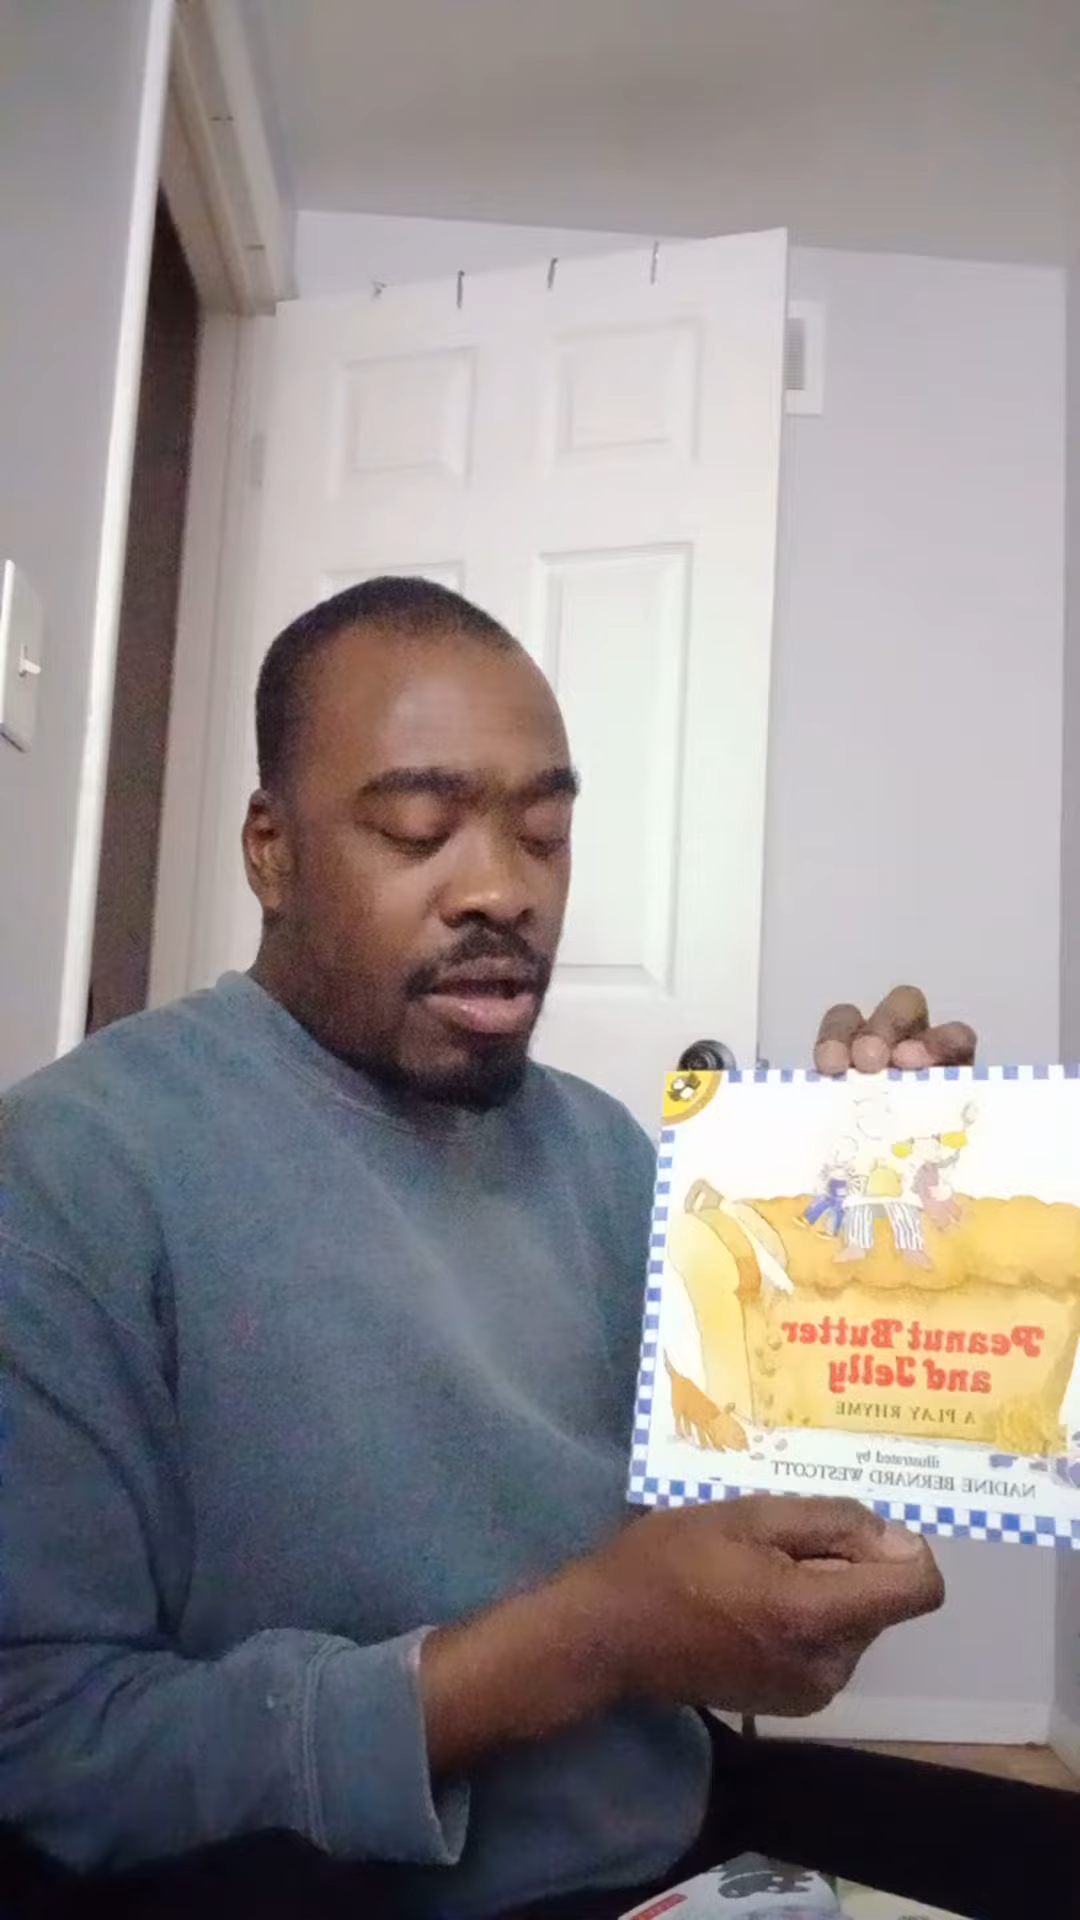 Peanut Butter
and Jelly
A PLAY RHYME
illustrated by
NADINE BERNARD WESTCOTT